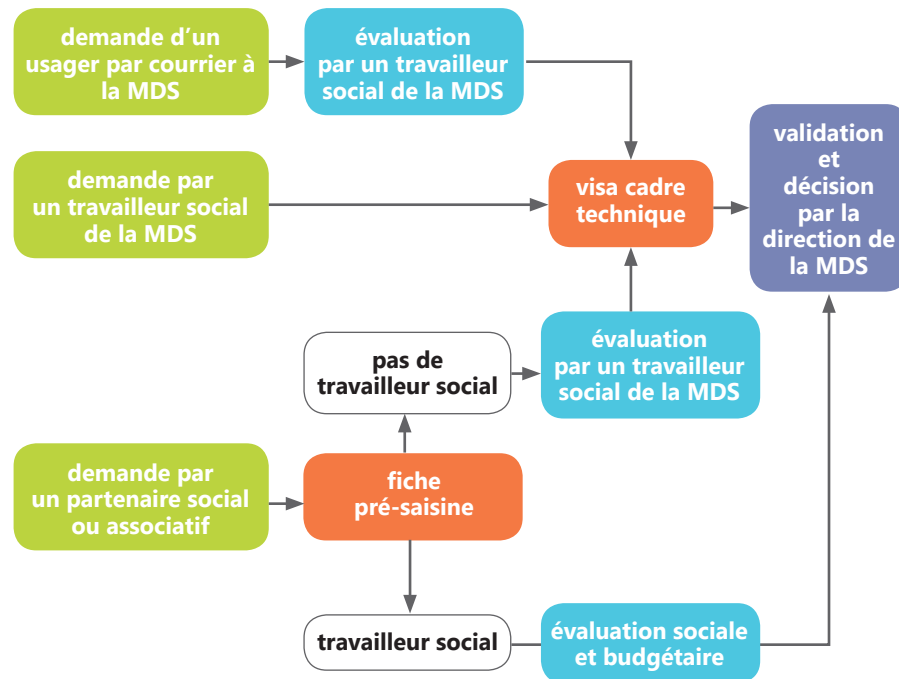 demande d’un
usager par courrier à
la MDS
évaluation
par un travailleur
social de la MDS
validation
et
décision
par la
direction de
la MDS
demande par
un travailleur social
de la MDS
visa cadre
technique
pas de
travailleur social
évaluation
par un travailleur
social de la MDS
demande par
un partenaire social
ou associatif
fiche
pré-saisine
travailleur social
évaluation sociale
et budgétaire